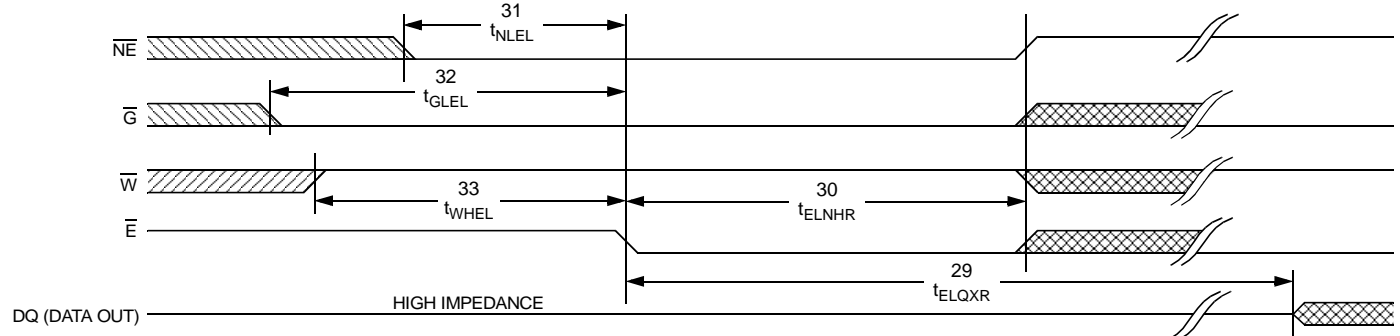 31
tNLEL
NE
32
tGLEL
G
W
33
tWHEL
30
tELNHR
E
29
tELQXR
HIGH IMPEDANCE
DQ (DATA OUT)